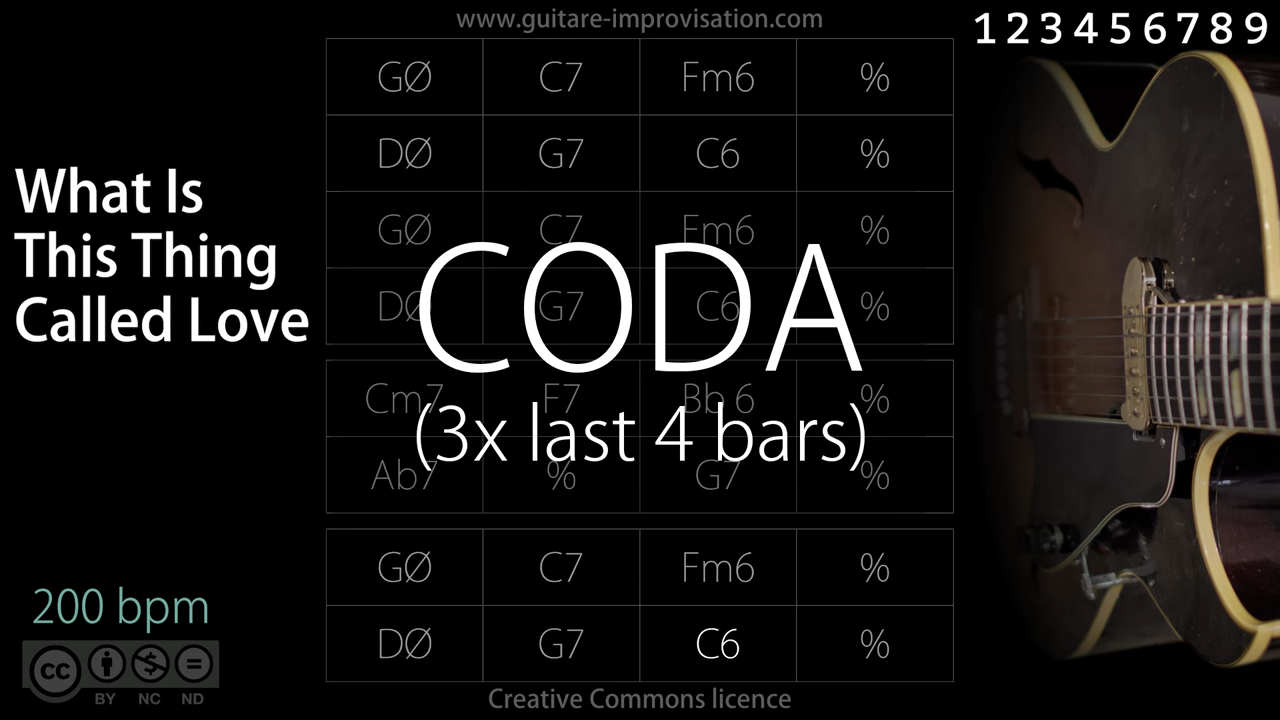 www.guitare-improvisation.com
1 2 3 4 5 6 7 8 9
GØ C7 Fm6 %
DØ G7 C6 %
What Is
This Thing
Called Love
GØ C7 Fm6 %
DØ G7 C6 %
CODA
Cm7 F7 Bb 6 %
(3x last 4 bars)
Ab7 % G7 %
GØ C7 Fm6 %
DØ G7 C6 %
200 bpm
cc
BY NC ND
Creative Commons licence